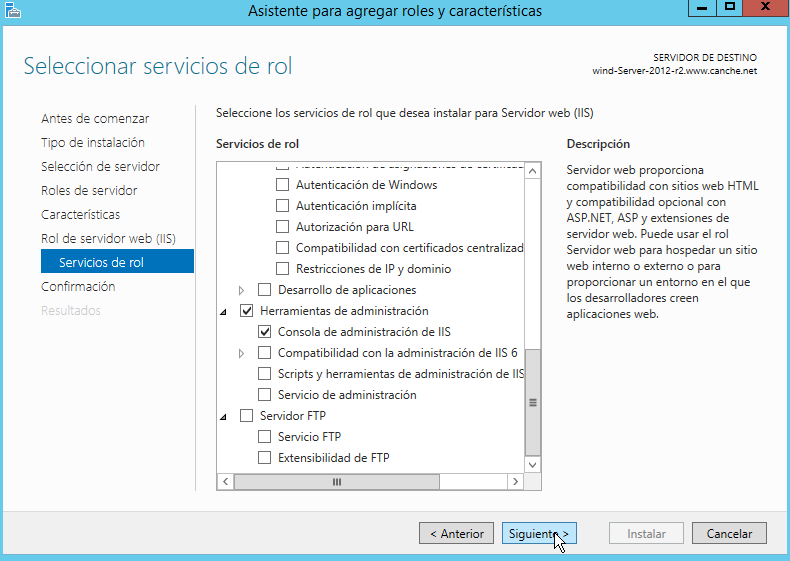 Asistente para agregar roles y características
Seleccionar servicios de rol
SERVIDOR DE DESTINO
wind-Server-2012-r2.www.canche.net
Antes de comenzar
Tipo de instalación
Selección de servidor
Roles de servidor
Características
Rol de servidor web (IIS)
Servicios de rol
Confirmación
Resultados
Seleccione los servicios de rol que desea instalar para Servidor web (IIS)
Servicios de rol
Autenticación de Windows
Autenticación implícita
Autorización para URL
Compatibilidad con certificados centralizad
Restricciones de IP y dominio
Desarrollo de aplicaciones
Herramientas de administración
Consola de administración de IIS
Compatibilidad con la administración de IIS 6
Scripts y herramientas de administración de IIS
Servicio de administración
Servidor FTP
Servicio FTP
Extensibilidad de FTP
Descripción
Servidor web proporciona
compatibilidad con sitios web HTML
y compatibilidad opcional con
ASP.NET, ASP y extensiones de
servidor web. Puede usar el rol
Servidor web para hospedar un sitio
web interno o externo o para
proporcionar un entorno en el que
los desarrolladores creen
aplicaciones web.
< Anterior
Siguiente >
Instalar
Cancelar